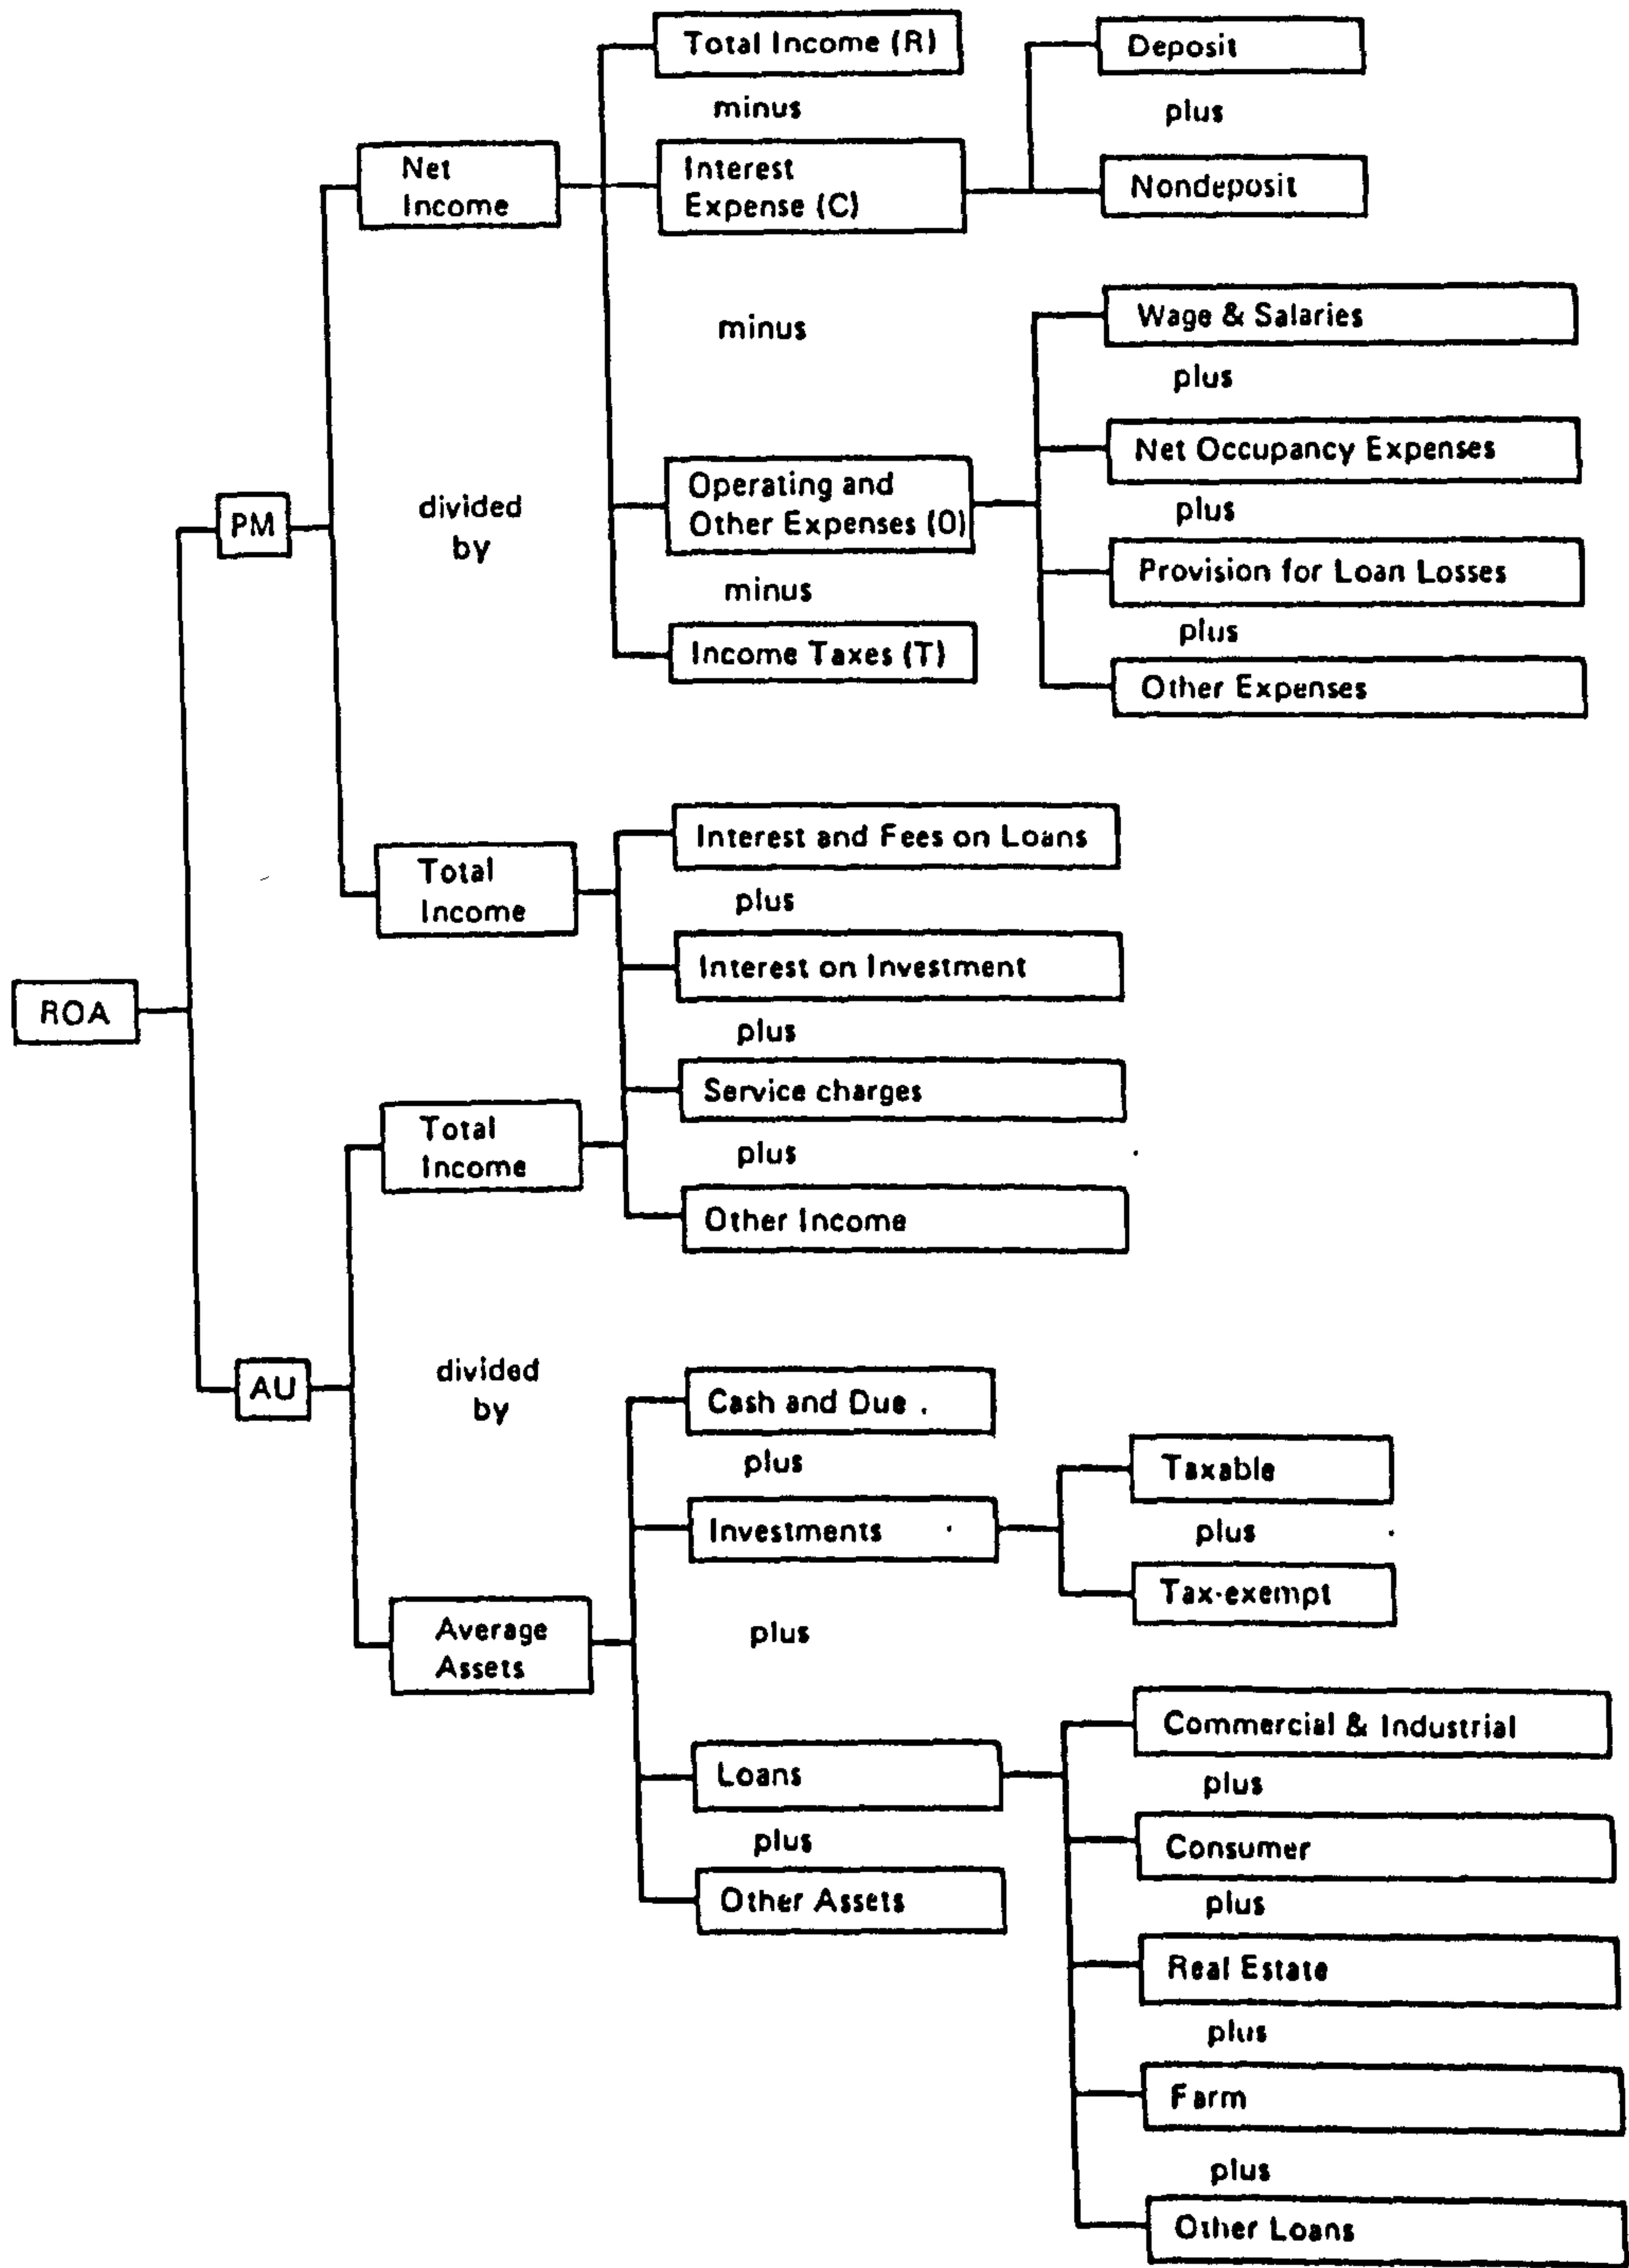 Total Income (R)
minus
Interest
Expense (C)
minus
Operating and
Other Expenses (O)
minus
Income Taxes (T)
Deposit
plus
Nondeposit
Wage & Salaries
plus
Net Occupancy Expenses
plus
Provision for Loan Losses
plus
Other Expenses
Net
Income
divided
by
Total
Income
PM
ROA
Interest and Fees on Loans
plus
Interest on Investment
plus
Service charges
plus
Other Income
Total
Income
divided
by
Average
Assets
AU
Cash and Due
plus
Investments
plus
Loans
plus
Other Assets
Taxable
plus
Tax-exempt
Commercial & Industrial
plus
Consumer
plus
Real Estate
plus
Farm
plus
Other Loans